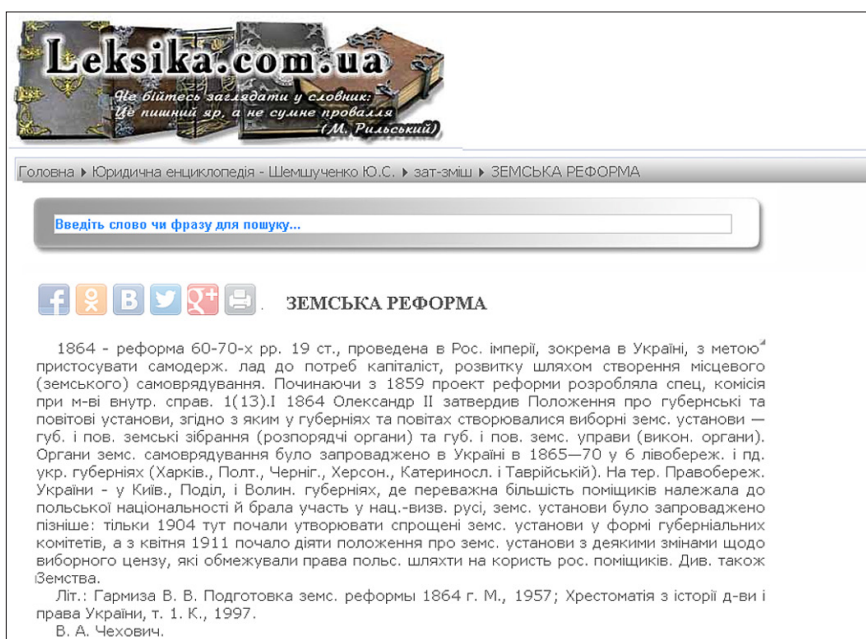 Leksika.com.ua
Не бійтесь заглядати у словник:
Це пишний яр, а не сумне провалля
(М. Рильський)
Головна ▸ Юридична енциклопедія - Шемшученко Ю.С. ▸ зат-зміш ▸ ЗЕМСЬКА РЕФОРМА
Введіть слово чи фразу для пошуку...
ЗЕМСЬКА РЕФОРМА
1864 - реформа 60-70-х рр. 19 ст., проведена в Рос. імперії, зокрема в Україні, з метою
пристосувати самодерж. лад до потреб капіталіст, розвитку шляхом створення місцевого
(земського) самоврядування. Починаючи з 1859 проект реформи розробляла спец, комісія
при м-ві внутр. справ. 1(13).І 1864 Олександр II затвердив Положення про губернські та
повітові установи, згідно з яким у губерніях та повітах створювалися виборні земс. установи —
губ. і пов. земські зібрання (розпорядчі органи) та губ. і пов. земс. управи (викон. органи).
Органи земс. самоврядування було запроваджено в Україні в 1865—70 у 6 лівобереж. і пд.
укр. губерніях (Харків., Полт., Черніг., Херсон., Катеринosл. і Таврійській). На тер. Правобереж.
України - у Київ., Поділ, і Волин. губерніях, де переважна більшість поміщиків належала до
польської національності й брала участь у нац.-визв. русі, земс. установи було запроваджено
пізніше: тільки 1904 тут почали утворювати спрощені земс. установи у формі губерніальних
комітетів, а з квітня 1911 почало діяти положення про земс. установи з деякими змінами щодо
виборного цензу, які обмежували права польс. шляхти на користь рос. поміщиків. Див. також
Земства.
Літ.: Гармиза В. В. Подготовка земс. реформы 1864 г. М., 1957; Хрестоматія з історії д-ви і
права України, т. 1. К., 1997.
В. А. Чехович.